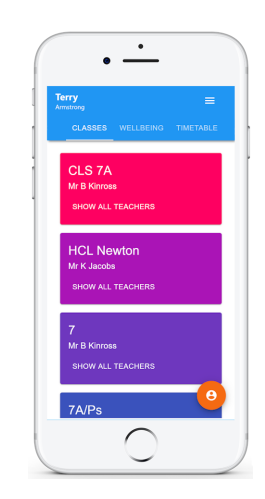 Terry
Armstrong
CLASSES WELLBEING TIMETABLE
CLS 7A
Mr B Kinross
SHOW ALL TEACHERS
HCL Newton
Mr K Jacobs
SHOW ALL TEACHERS
7
Mr B Kinross
SHOW ALL TEACHERS
7A/Ps